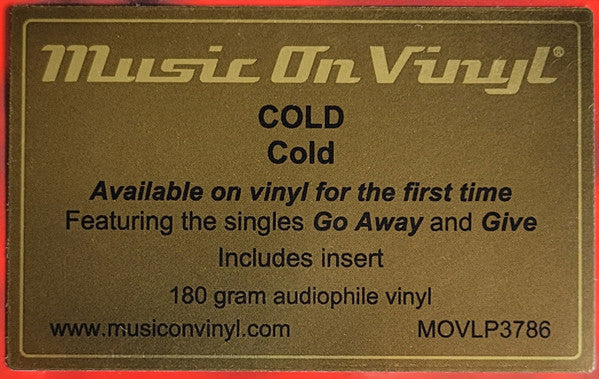 Music On Vinyl®
COLD
Cold
Available on vinyl for the first time
Featuring the singles Go Away and Give
Includes insert
180 gram audiophile vinyl
www.musiconvinyl.com MOVLP3786